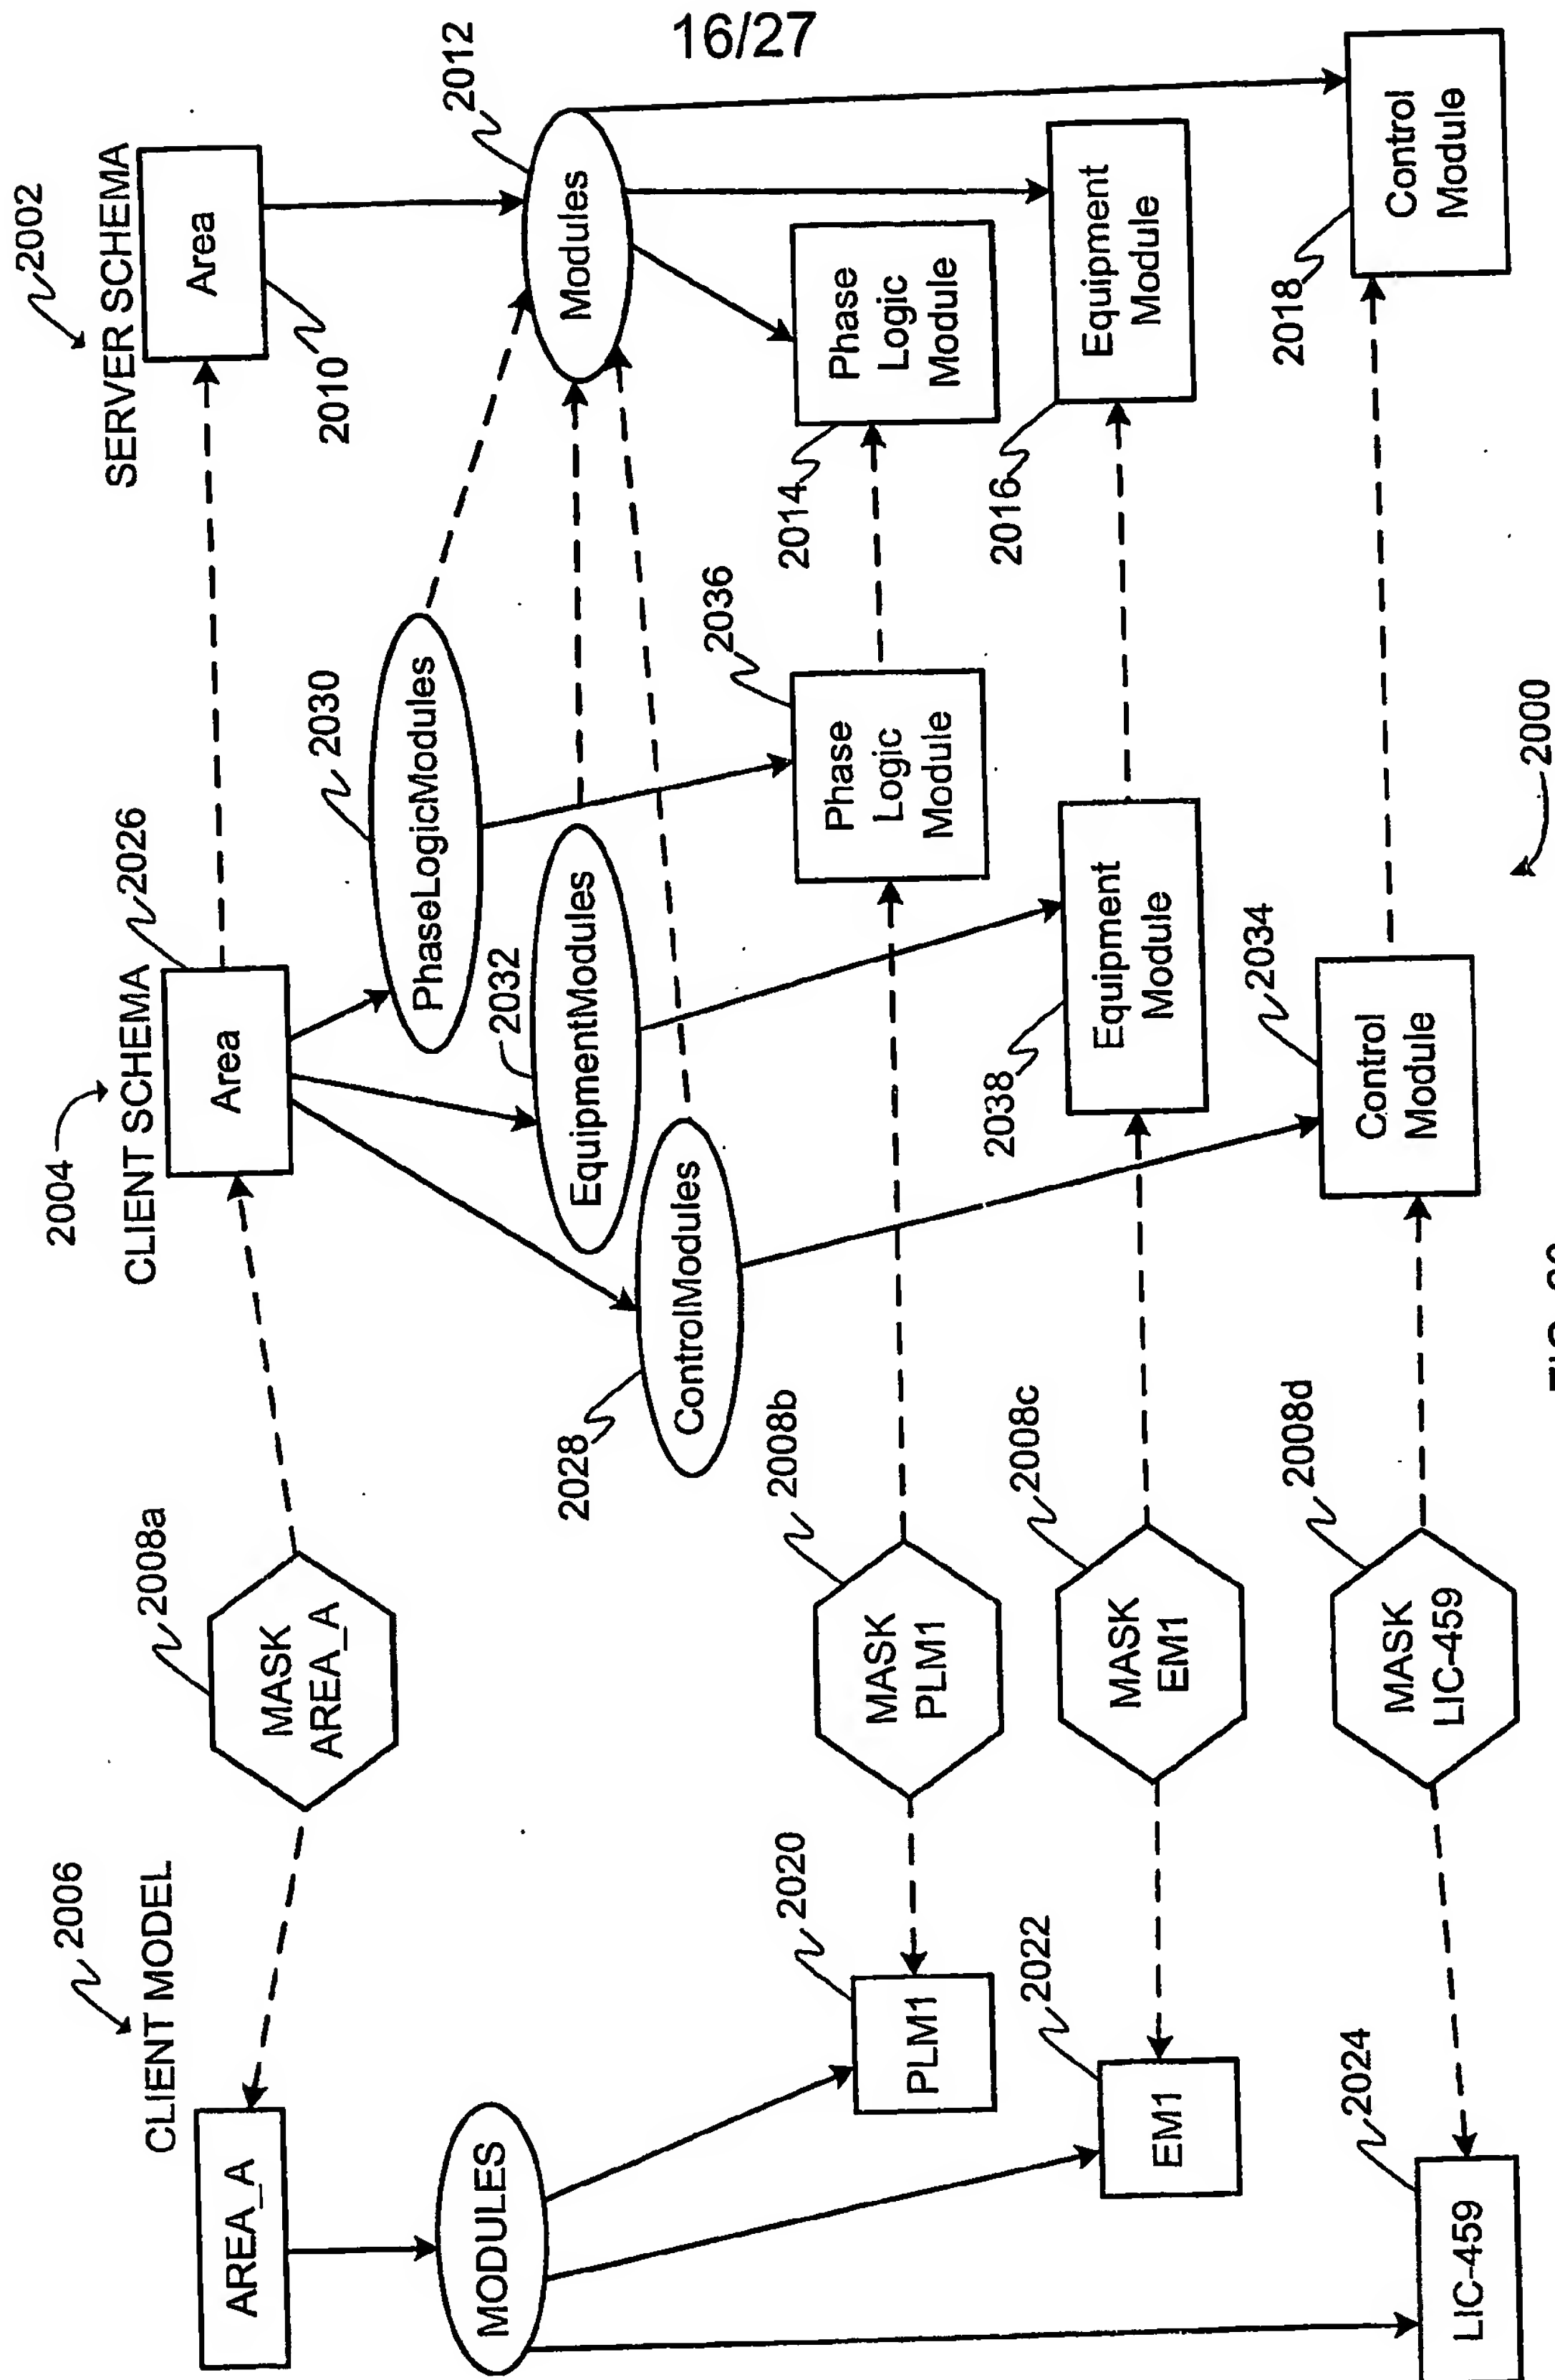 16/27
2006
CLIENT MODEL
AREA_A
MODULES
PLM1
2020
EM1
2022
LIC-459
2024
2008a
MASK
AREA_A
2008b
MASK
PLM1
2008c
MASK
EM1
2008d
MASK
LIC-459
2004
CLIENT SCHEMA
2026
Area
2030
PhaseLogicModules
2032
EquipmentModules
2028
ControlModules
2036
Phase
Logic
Module
2038
Equipment
Module
2034
Control
Module
2002
SERVER SCHEMA
Area
2010
2012
Modules
2014
Phase
Logic
Module
2016
Equipment
Module
2018
Control
Module
2000